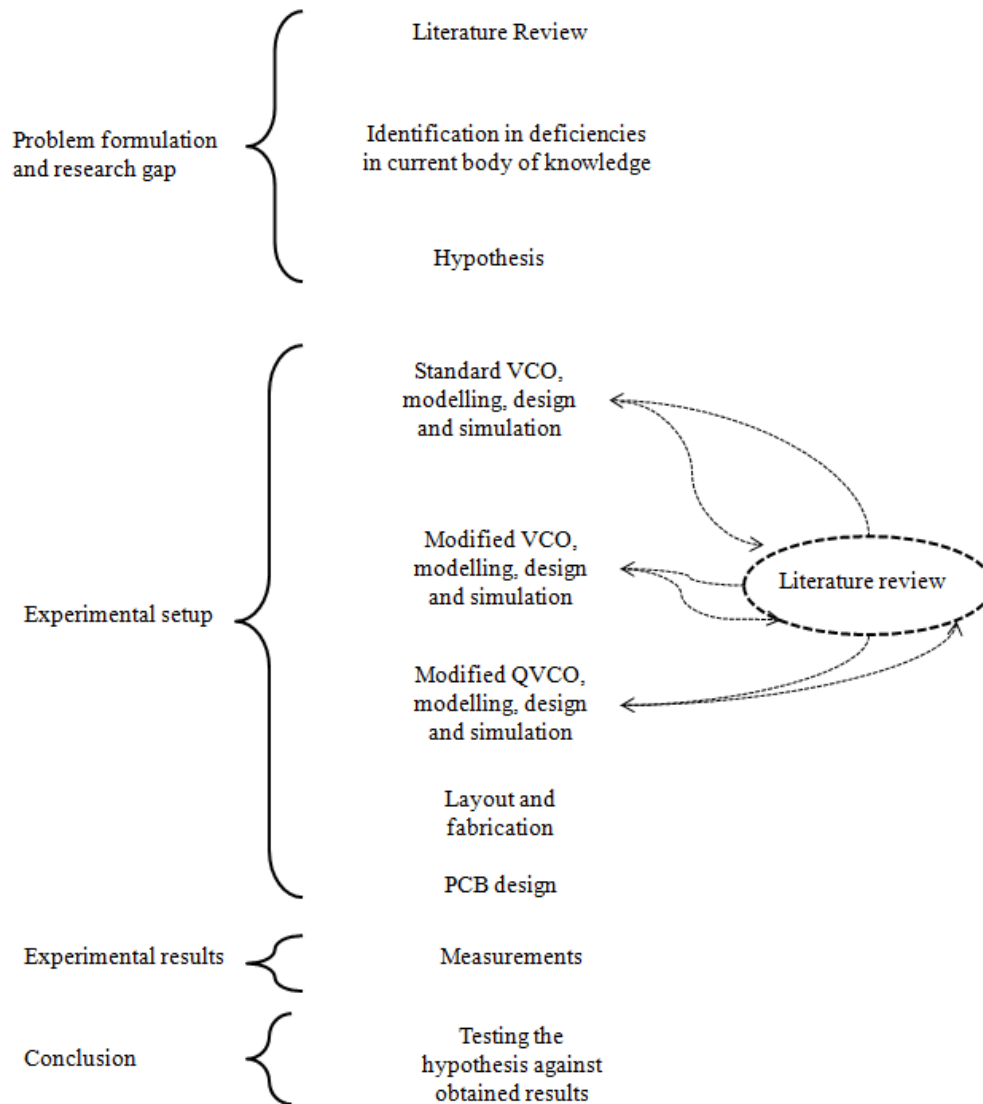 Literature Review
Problem formulation
and research gap
Identification in deficiencies
in current body of knowledge
Hypothesis
Experimental setup
Standard VCO,
modelling, design
and simulation
Modified VCO,
modelling, design
and simulation
Literature review
Modified QVCO,
modelling, design
and simulation
Layout and
fabrication
PCB design
Experimental results
Measurements
Conclusion
Testing the
hypothesis against
obtained results